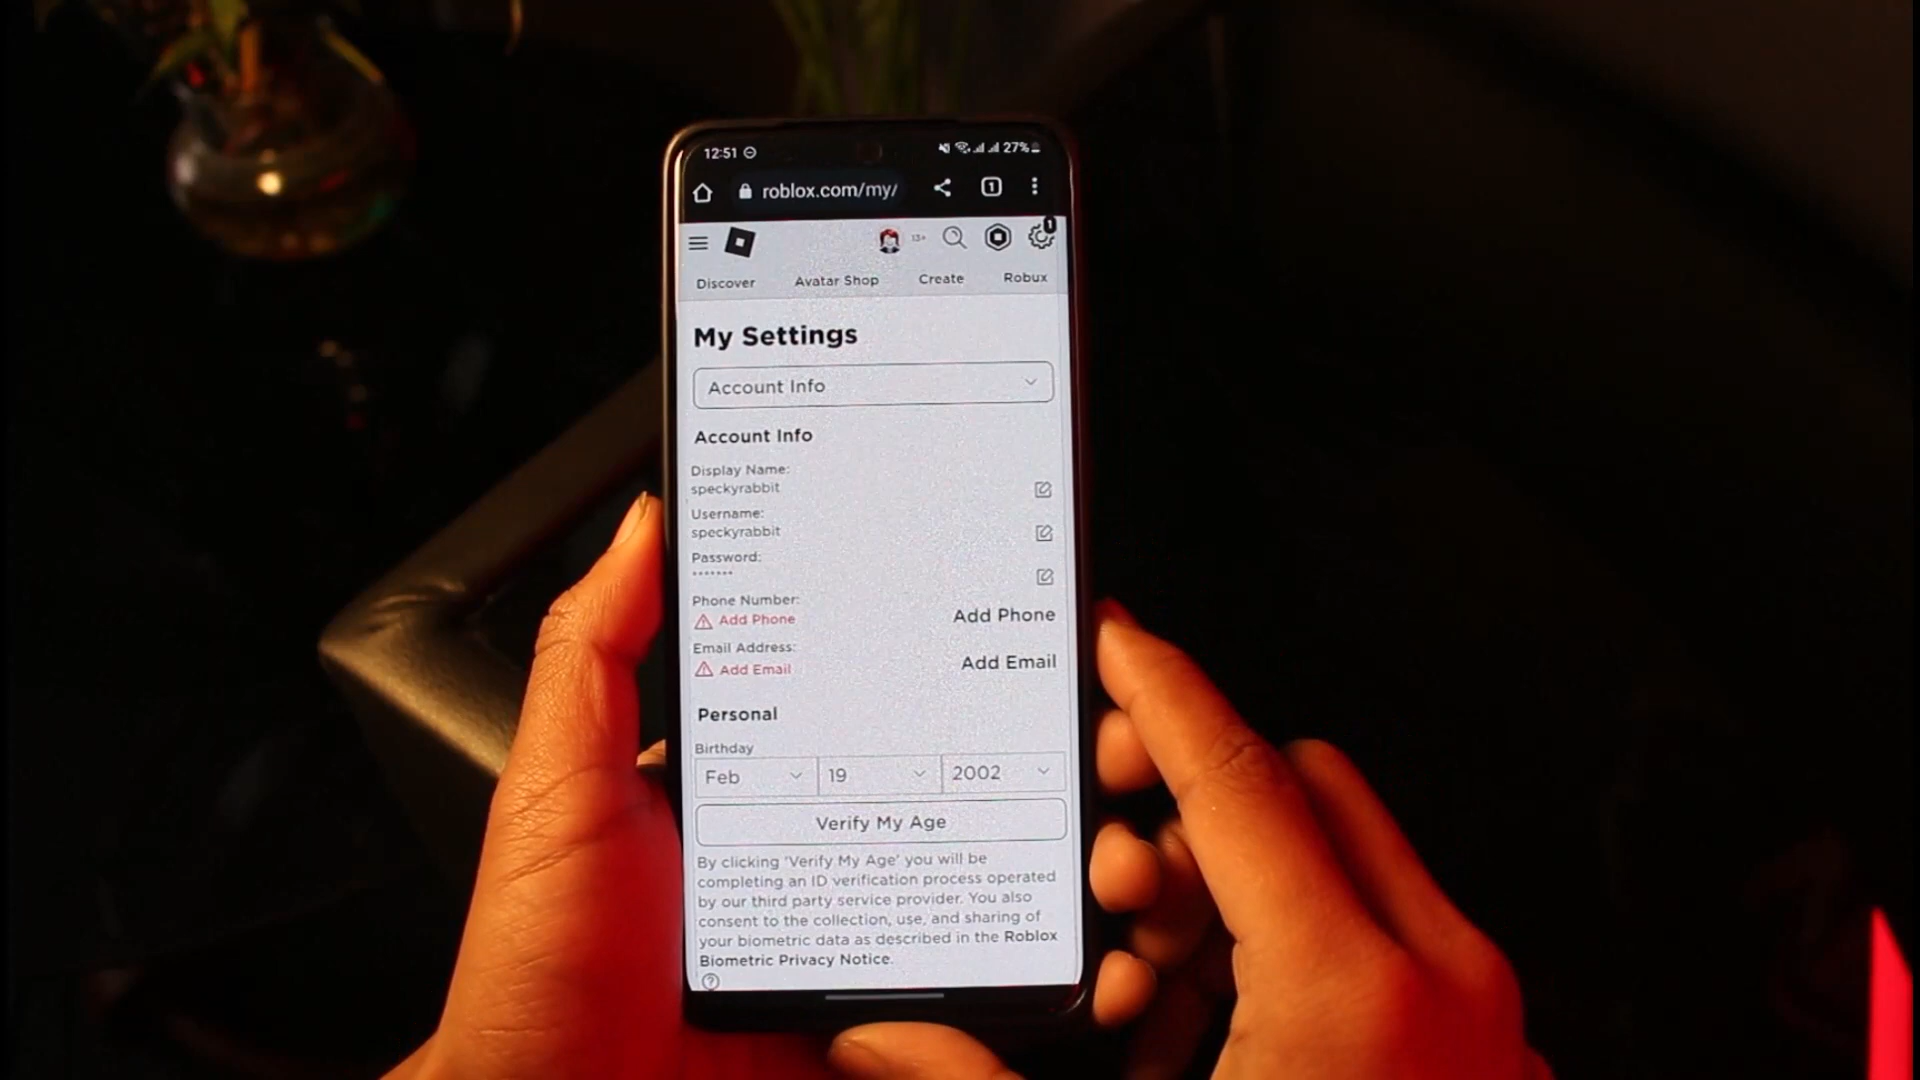 12:51 27%
roblox.com/my/ 1
13+ 1
Discover Avatar Shop Create Robux
My Settings
Account Info
Account Info
Display Name:
speckyrabbit
Username:
speckyrabbit
Password:
•••••••
Phone Number:
Add Phone Add Phone
Email Address:
Add Email Add Email
Personal
Birthday
Feb 19 2002
Verify My Age
By clicking 'Verify My Age' you will be
completing an ID verification process operated
by our third party service provider. You also
consent to the collection, use, and sharing of
your biometric data as described in the Roblox
Biometric Privacy Notice.